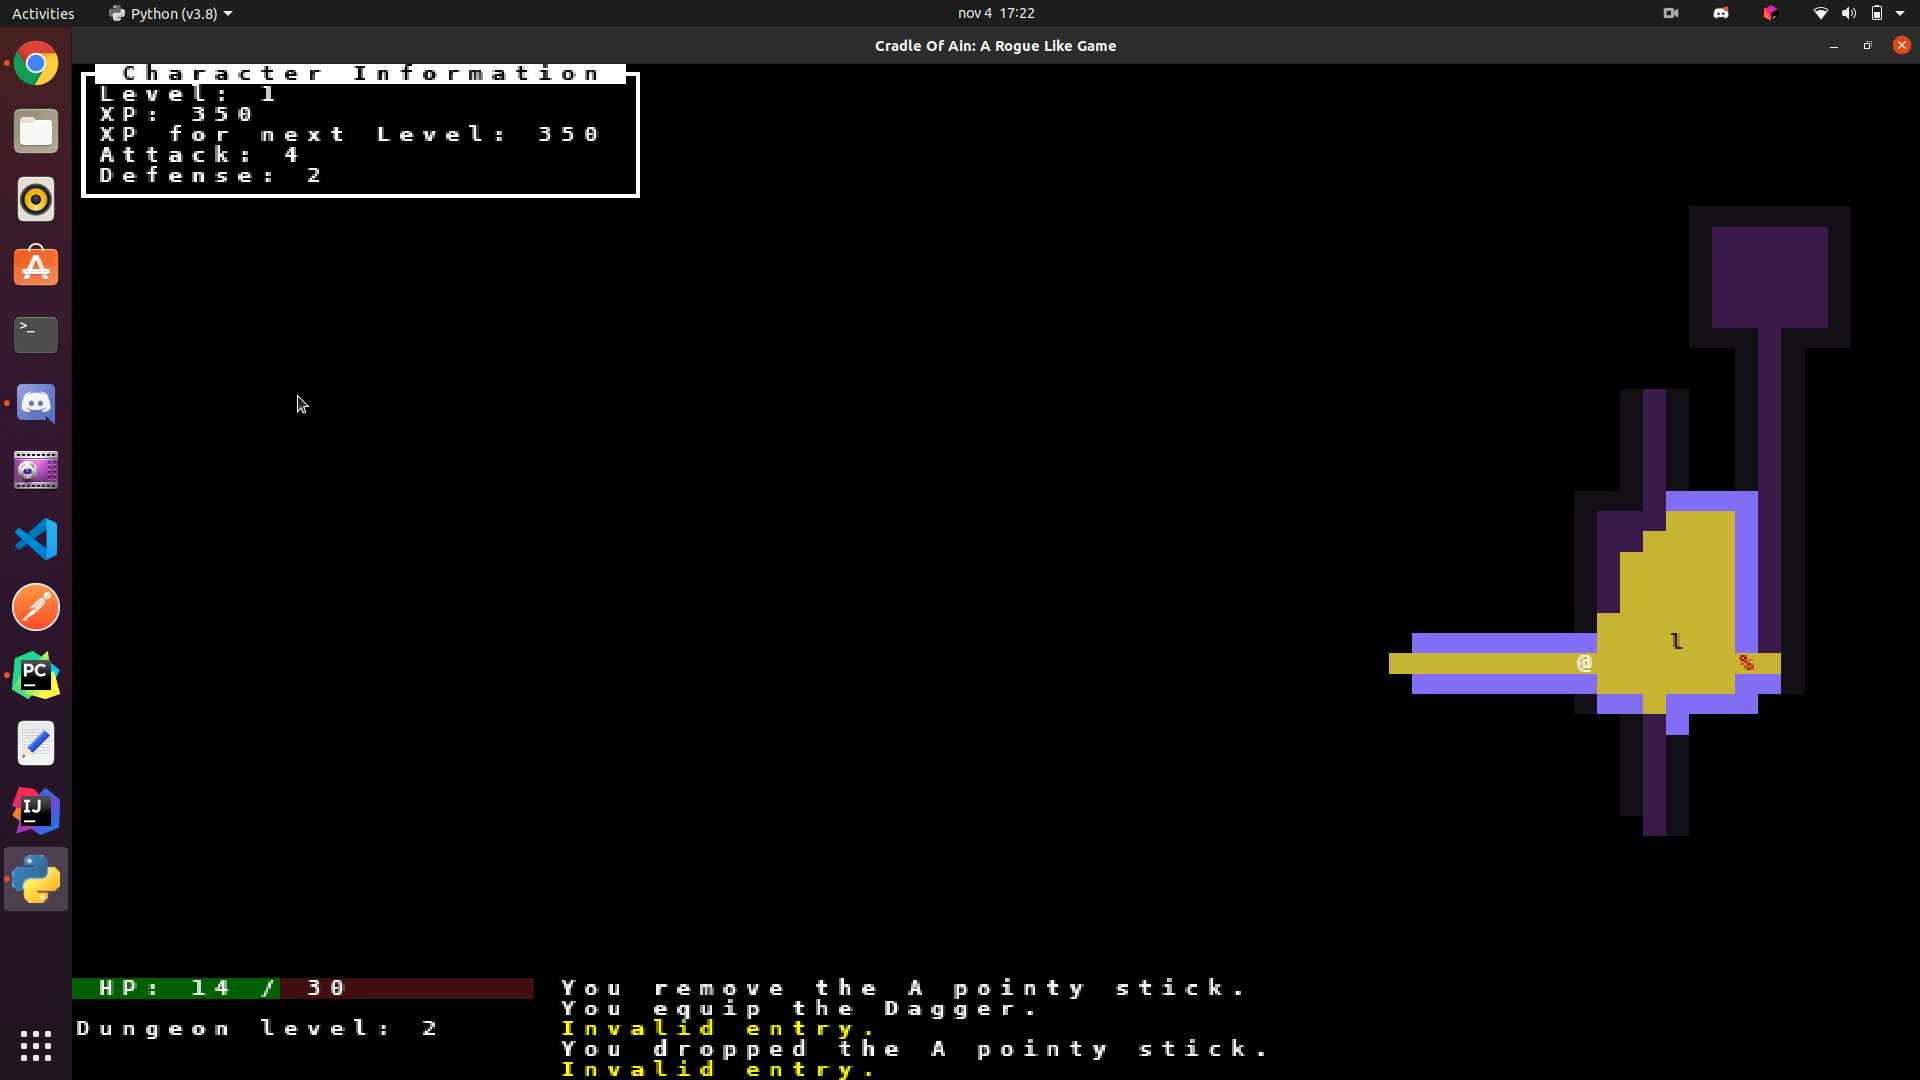 Activities
Python (v3.8)
nov 4 17:22
Cradle Of Ain: A Rogue Like Game
Character Information
Level: 1
XP: 350
XP for next Level: 350
Attack: 4
Defense: 2
>_
PC
IJ
l
@
%
HP: 14 / 30
Dungeon level: 2
You remove the A pointy stick.
You equip the Dagger.
Invalid entry.
You dropped the A pointy stick.
Invalid entry.